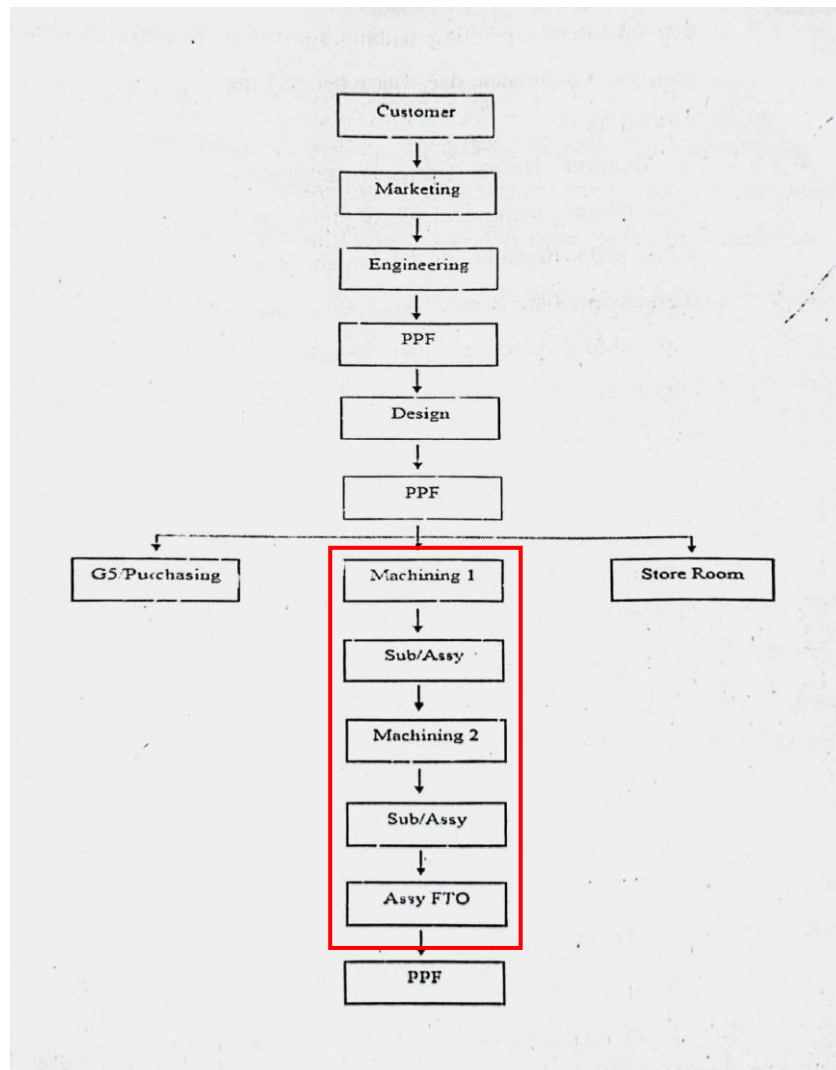 Customer
Marketing
Engineering
PPF
Design
PPF
G5/Purchasing
Machining 1
Store Room
Sub/Assy
Machining 2
Sub/Assy
Assy FTO
PPF